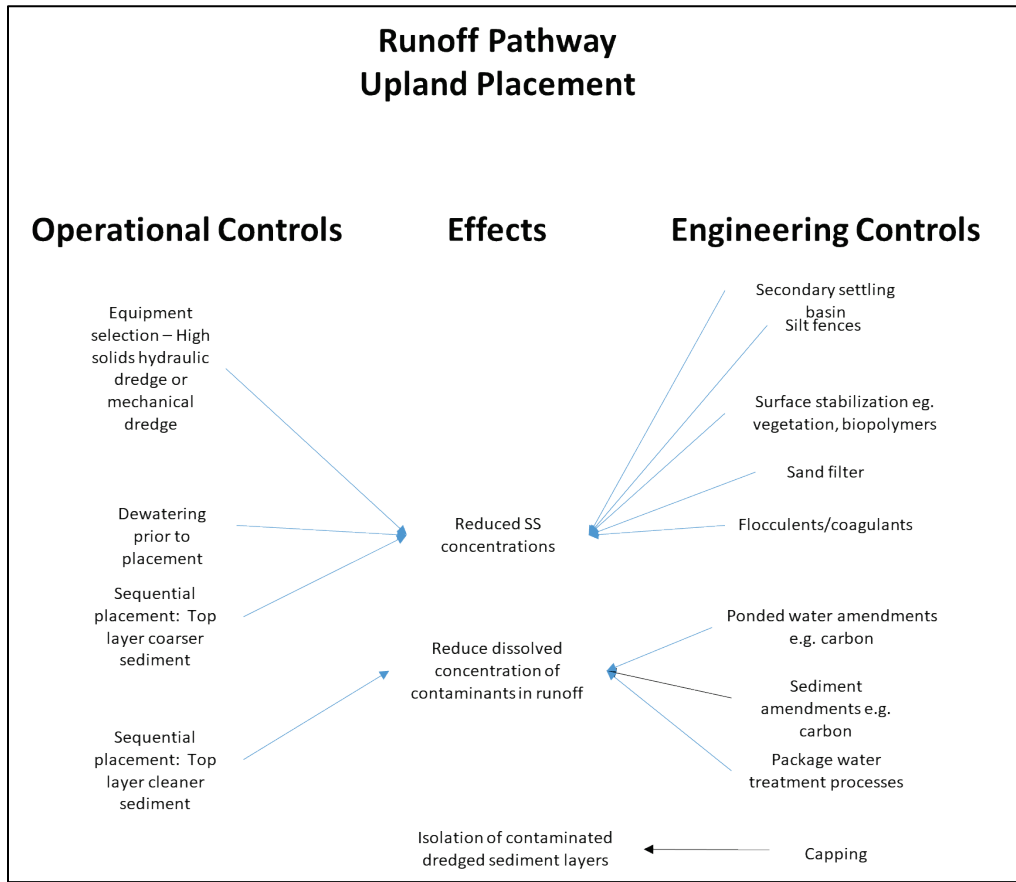 Runoff Pathway
Upland Placement
Operational Controls
Effects
Engineering Controls
Equipment
selection – High
solids hydraulic
dredge or
mechanical
dredge
Dewatering
prior to
placement
Sequential
placement:  Top
layer coarser
sediment
Sequential
placement:  Top
layer cleaner
sediment
Reduced SS
concentrations
Reduce dissolved
concentration of
contaminants in runoff
Isolation of contaminated
dredged sediment layers
Secondary settling
basin
Silt fences
Surface stabilization eg.
vegetation, biopolymers
Sand filter
Flocculents/coagulants
Ponded water amendments
e.g. carbon
Sediment
amendments e.g.
carbon
Package water
treatment processes
Capping